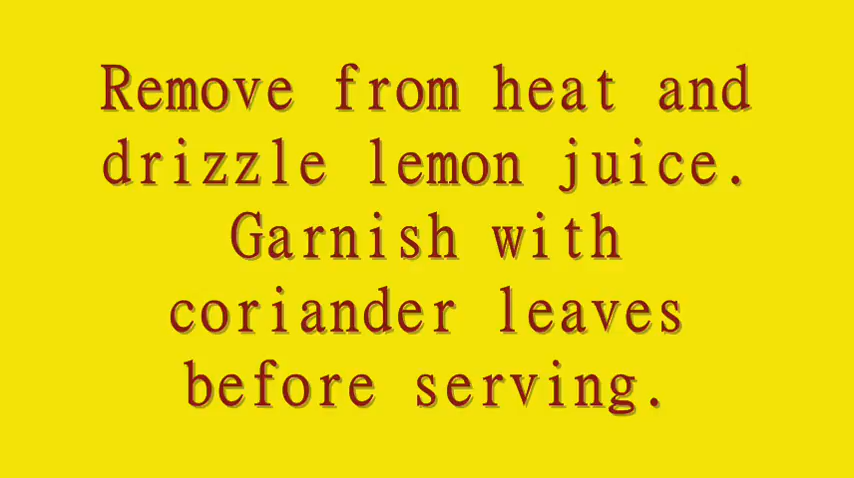 Remove from heat and
drizzle lemon juice.
Garnish with
coriander leaves
before serving.